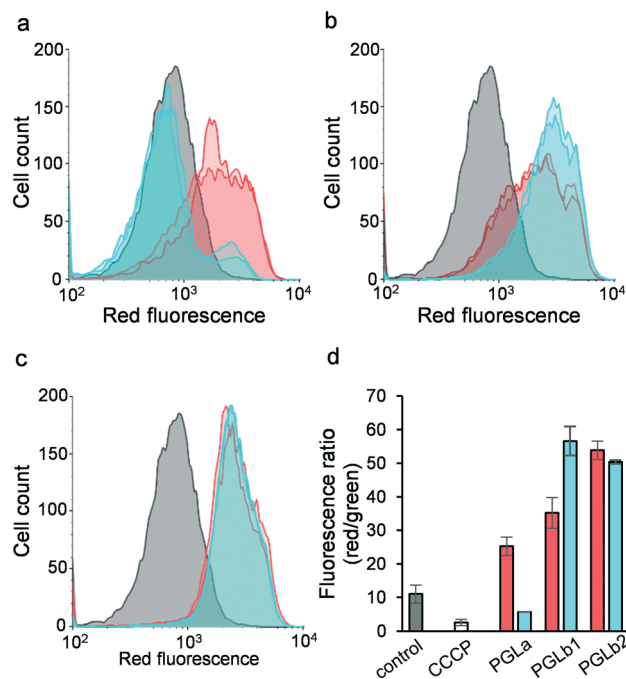 a
200
150
100
50
0
Cell count
10² 10³ 10⁴
Red fluorescence
b
200
150
100
50
0
Cell count
10² 10³ 10⁴
Red fluorescence
c
200
150
100
50
0
Cell count
10² 10³ 10⁴
Red fluorescence
d
70
60
50
40
30
20
10
0
Fluorescence ratio
(red/green)
control
CCCP
PGLa
PGLb1
PGLb2